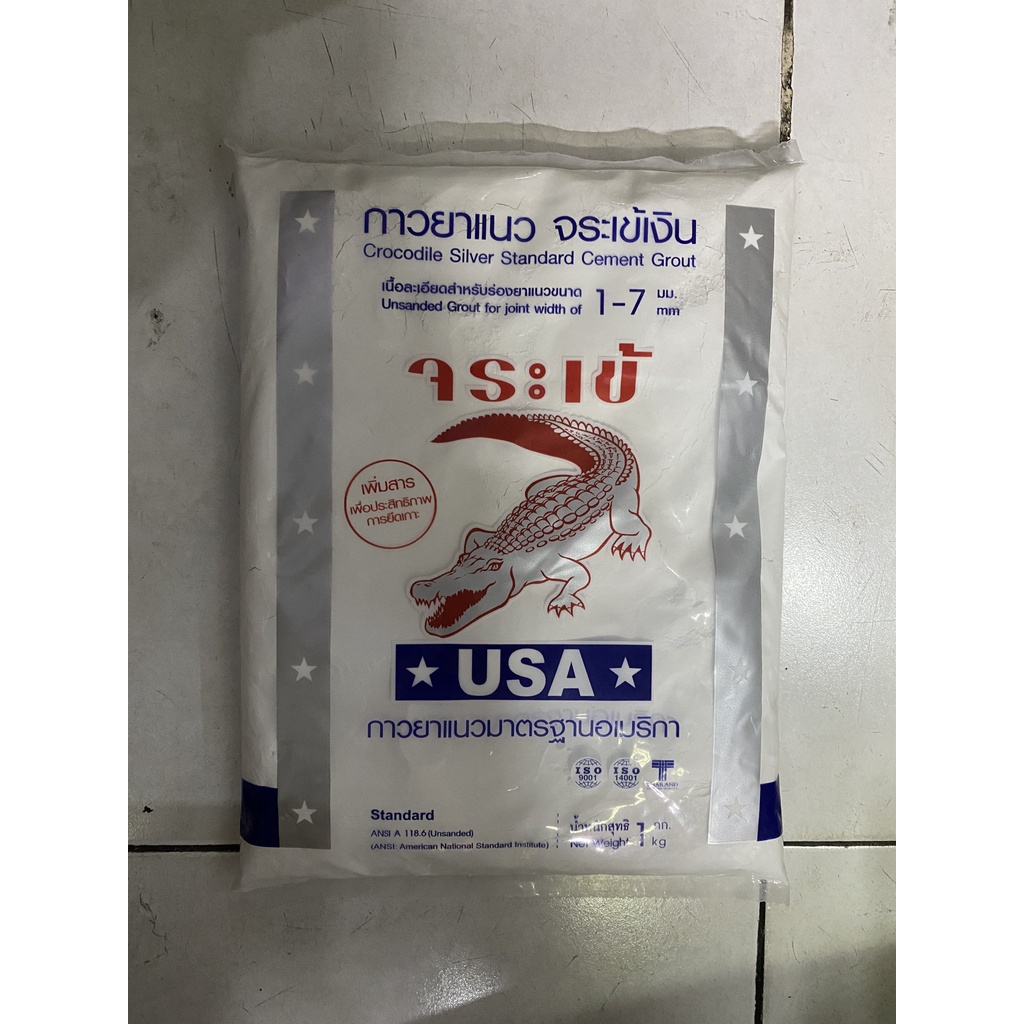 กาวยาแนว จระเข้เงิน
Crocodile Silver Standard Cement Grout
เนื้อละเอียดสำหรับร่องยาแนวขนาด 1-7 มม.
Unsanded Grout for joint width of mm
จระเข้
เพิ่มสาร
เพื่อประสิทธิภาพ
การยึดเกาะ
USA
กาวยาแนวมาตรฐานอเมริกา
ISO 9001 ISO 14001 T THAILAND
Standard
ANSI A 118.6 (Unsanded)
(ANSI: American National Standard Institute)
น้ำหนักสุทธิ 1 กก.
Net Weight kg